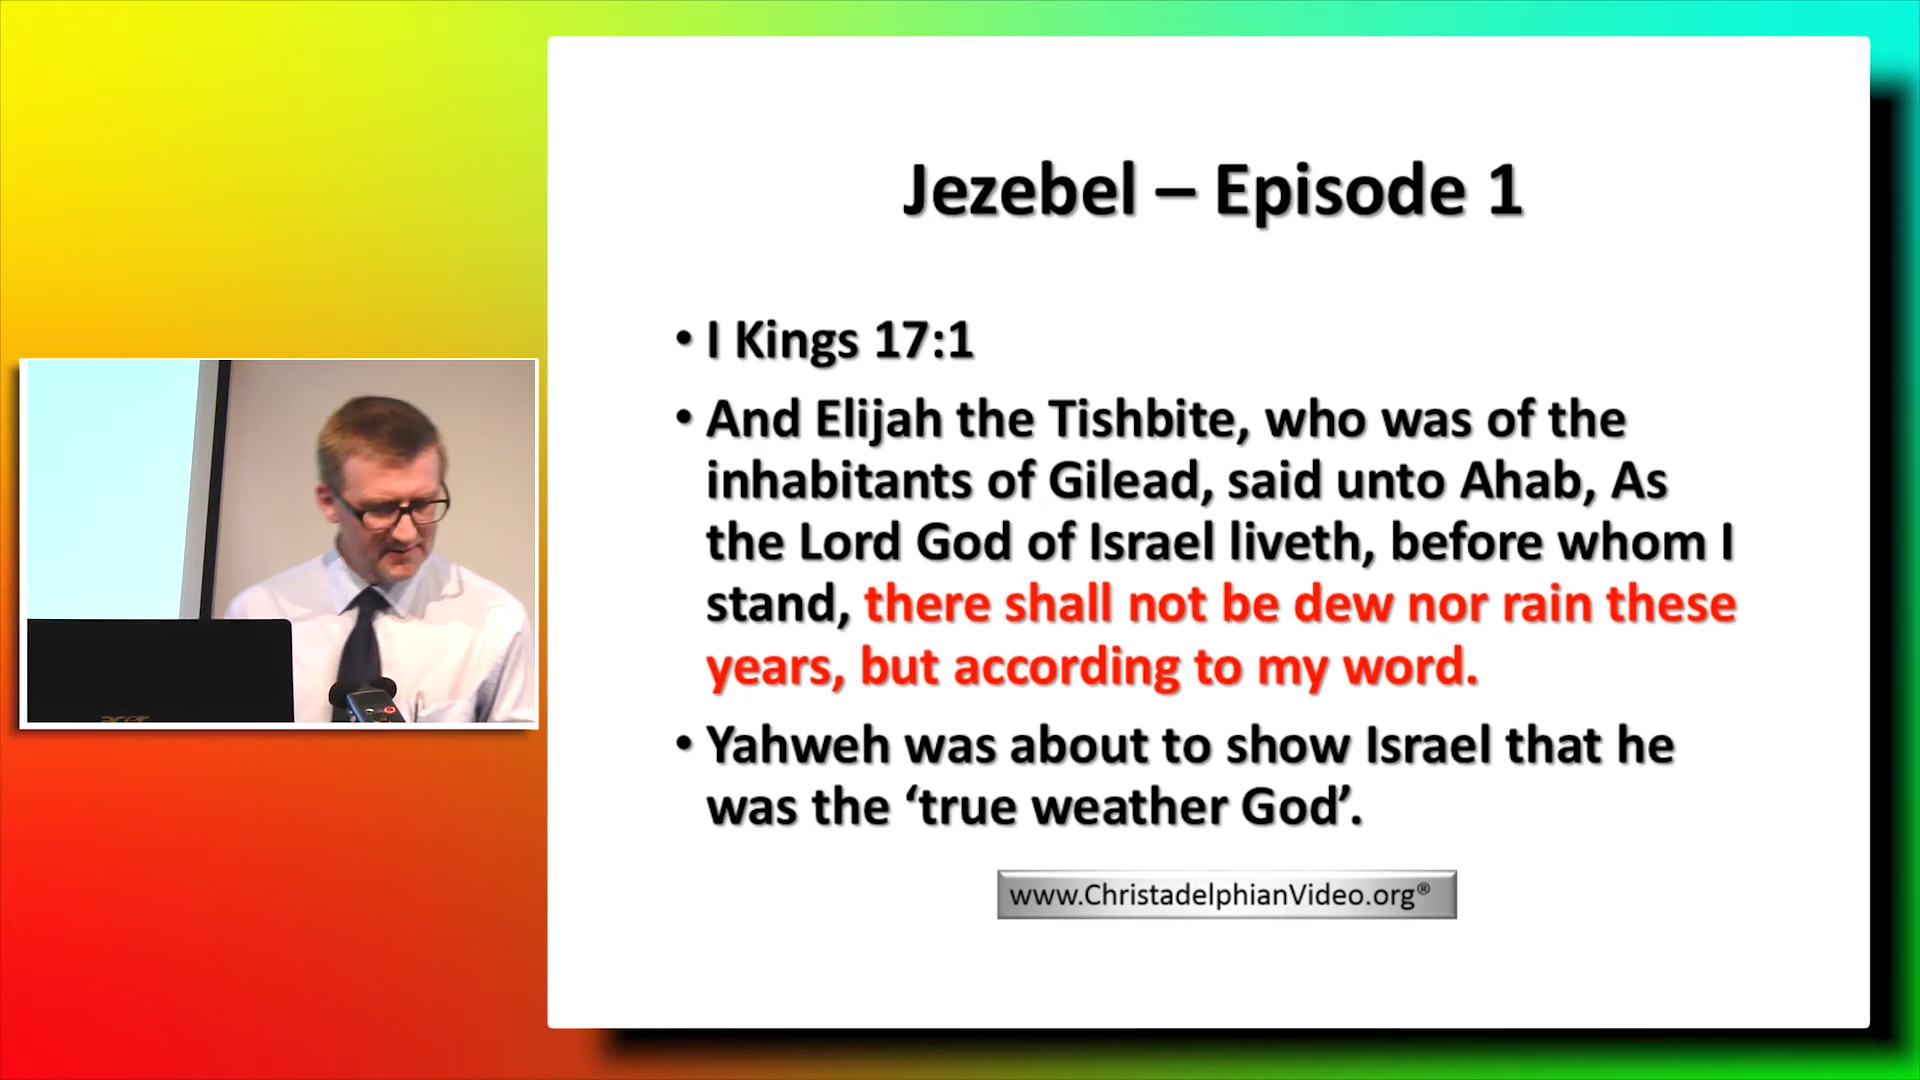 Jezebel – Episode 1
• I Kings 17:1
• And Elijah the Tishbite, who was of the
inhabitants of Gilead, said unto Ahab, As
the Lord God of Israel liveth, before whom I
stand, there shall not be dew nor rain these
years, but according to my word.
• Yahweh was about to show Israel that he
was the ‘true weather God’.
www.ChristadelphianVideo.org®
acer